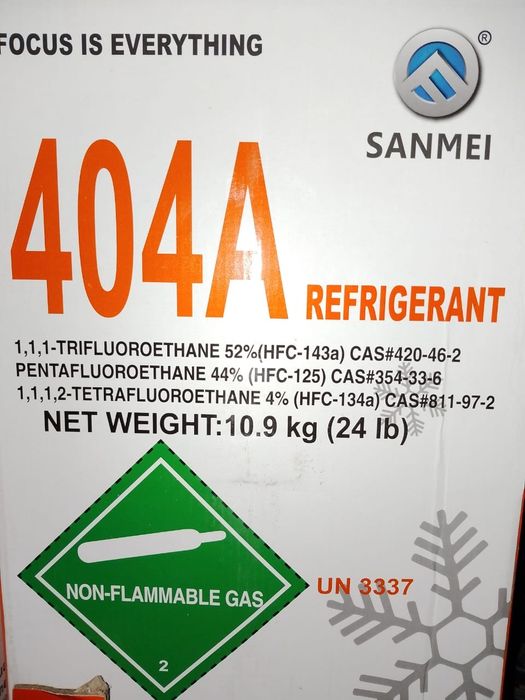 FOCUS IS EVERYTHING
®
SANMEI
404A REFRIGERANT
1,1,1-TRIFLUOROETHANE 52%(HFC-143a) CAS#420-46-2
PENTAFLUOROETHANE 44% (HFC-125) CAS#354-33-6
1,1,1,2-TETRAFLUOROETHANE 4% (HFC-134a) CAS#811-97-2
NET WEIGHT:10.9 kg (24 lb)
NON-FLAMMABLE GAS
UN 3337
2